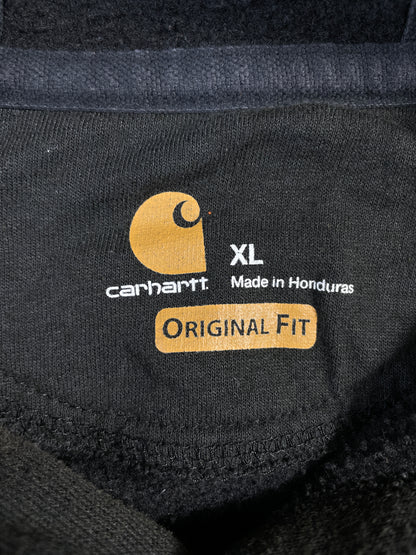 XL
carhartt
Made in Honduras
ORIGINAL FIT